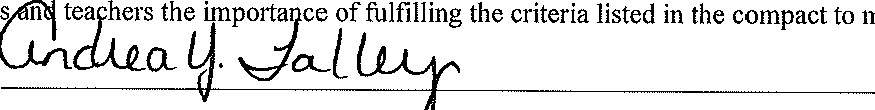 s and teachers the importance of fulfilling the criteria listed in the compact to
Andrea Y. Talley